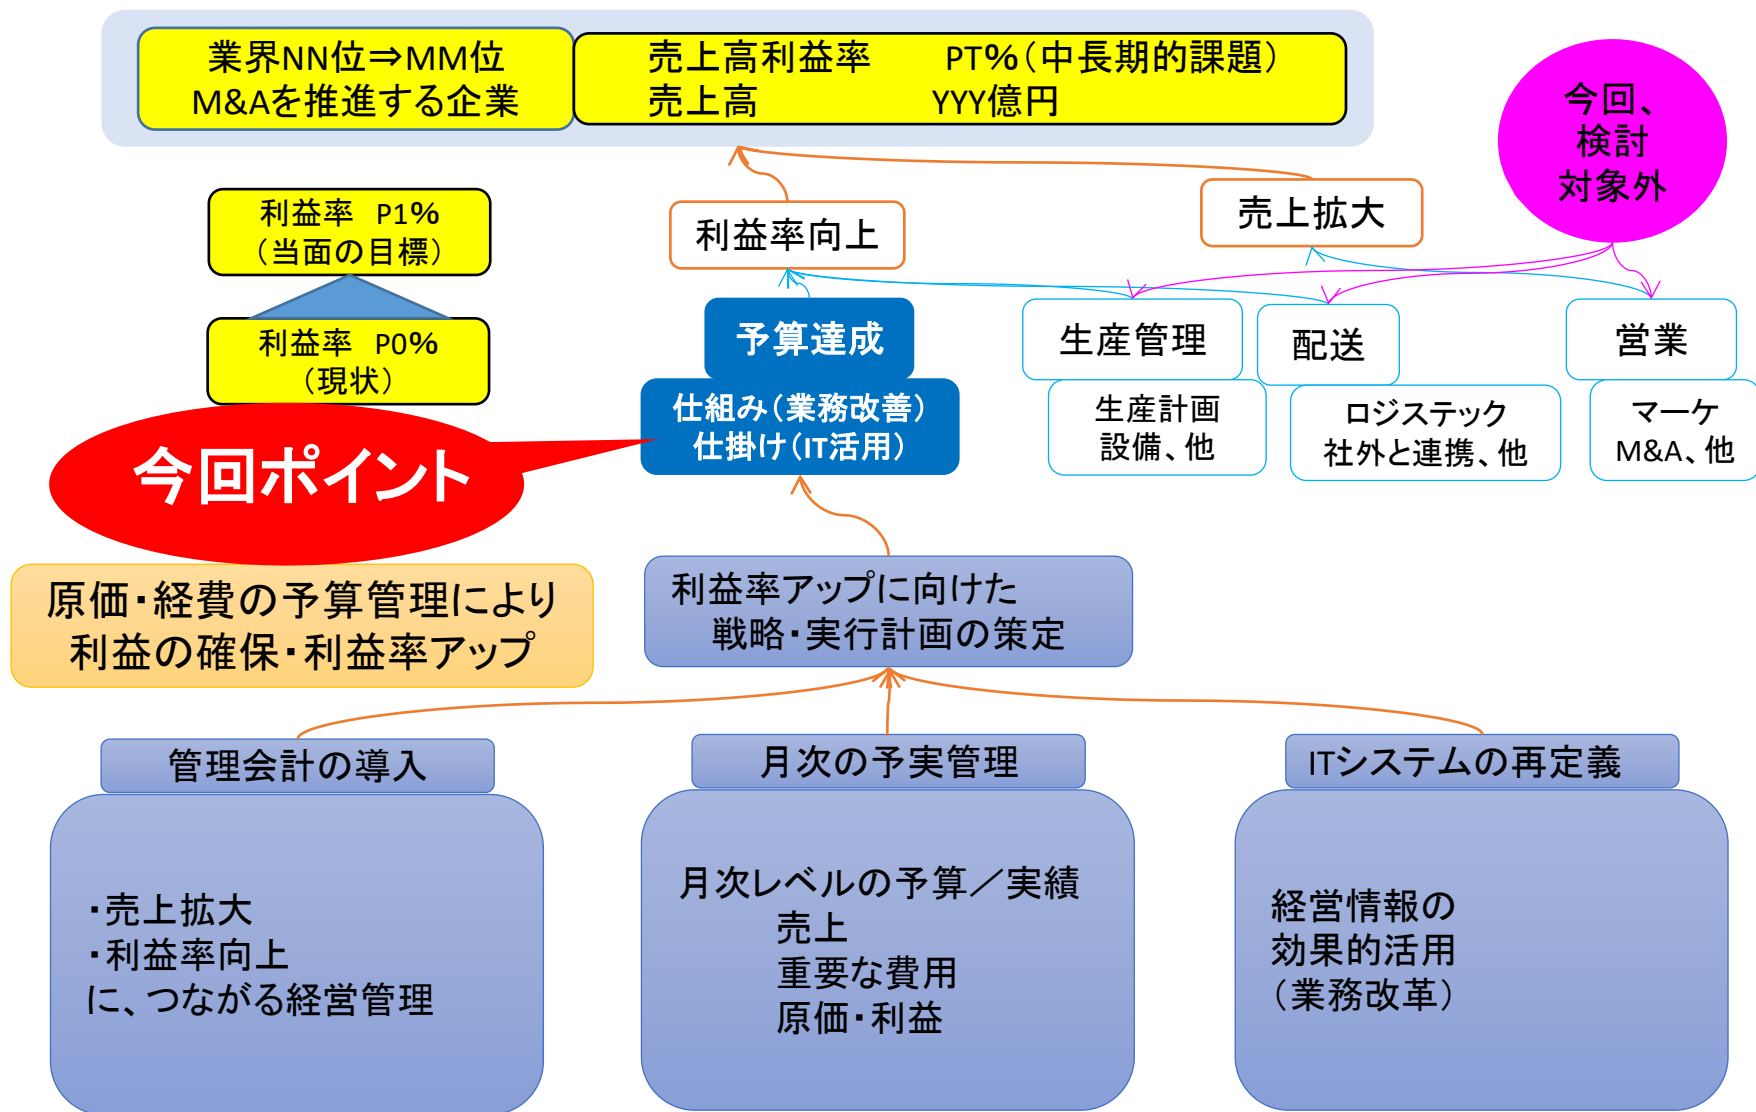 業界NN位⇒MM位
M&Aを推進する企業
売上高利益率 PT%(中長期的課題)
売上高 YYY億円
今回、
検討
対象外
利益率 P1%
(当面の目標)
利益率向上
売上拡大
利益率 P0%
(現状)
予算達成
仕組み(業務改善)
仕掛け(IT活用)
生産管理
生産計画
設備、他
配送
ロジステック
社外と連携、他
営業
マーケ
M&A、他
今回ポイント
原価・経費の予算管理により
利益の確保・利益率アップ
利益率アップに向けた
戦略・実行計画の策定
管理会計の導入
・売上拡大
・利益率向上
に、つながる経営管理
月次の予実管理
月次レベルの予算/実績
売上
重要な費用
原価・利益
ITシステムの再定義
経営情報の
効果的活用
(業務改革)